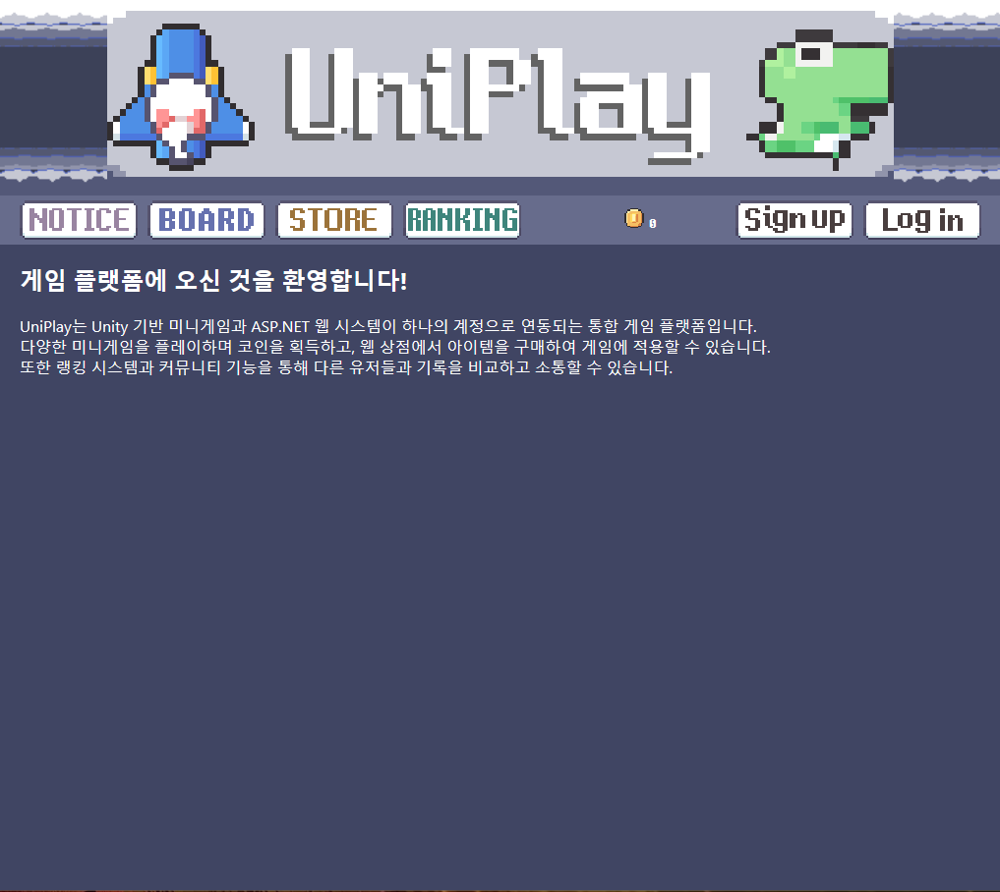 UniPlay
NOTICE BOARD STORE RANKING 0 Sign up Log in
게임 플랫폼에 오신 것을 환영합니다!
UniPlay는 Unity 기반 미니게임과 ASP.NET 웹 시스템이 하나의 계정으로 연동되는 통합 게임 플랫폼입니다.
다양한 미니게임을 플레이하며 코인을 획득하고, 웹 상점에서 아이템을 구매하여 게임에 적용할 수 있습니다.
또한 랭킹 시스템과 커뮤니티 기능을 통해 다른 유저들과 기록을 비교하고 소통할 수 있습니다.